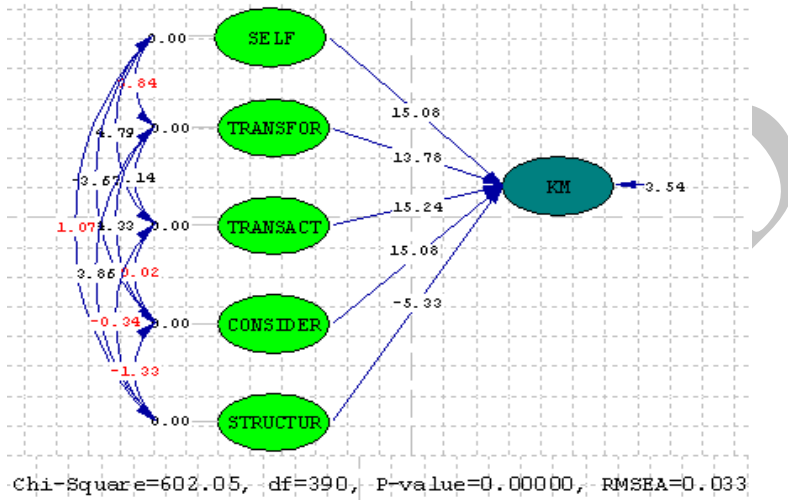 0.00 SELF
.84
15.08
0.00 TRANSFOR
4.79
13.78
-3.67 .14
KM 3.54
15.24
1.07 .33 0.00 TRANSACT
15.08
3.86 0.02
-5.33
-0.34 0.00 CONSIDER
-1.33
0.00 STRUCTUR
Chi-Square=602.05, df=390, P-value=0.00000, RMSEA=0.033